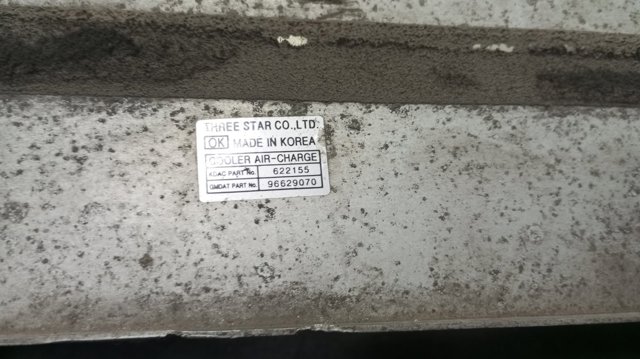 THREE STAR CO.,LTD.
OK MADE IN KOREA
COOLER AIR-CHARGE
KDAC PART No. 622155
GMDAT PART No. 96629070